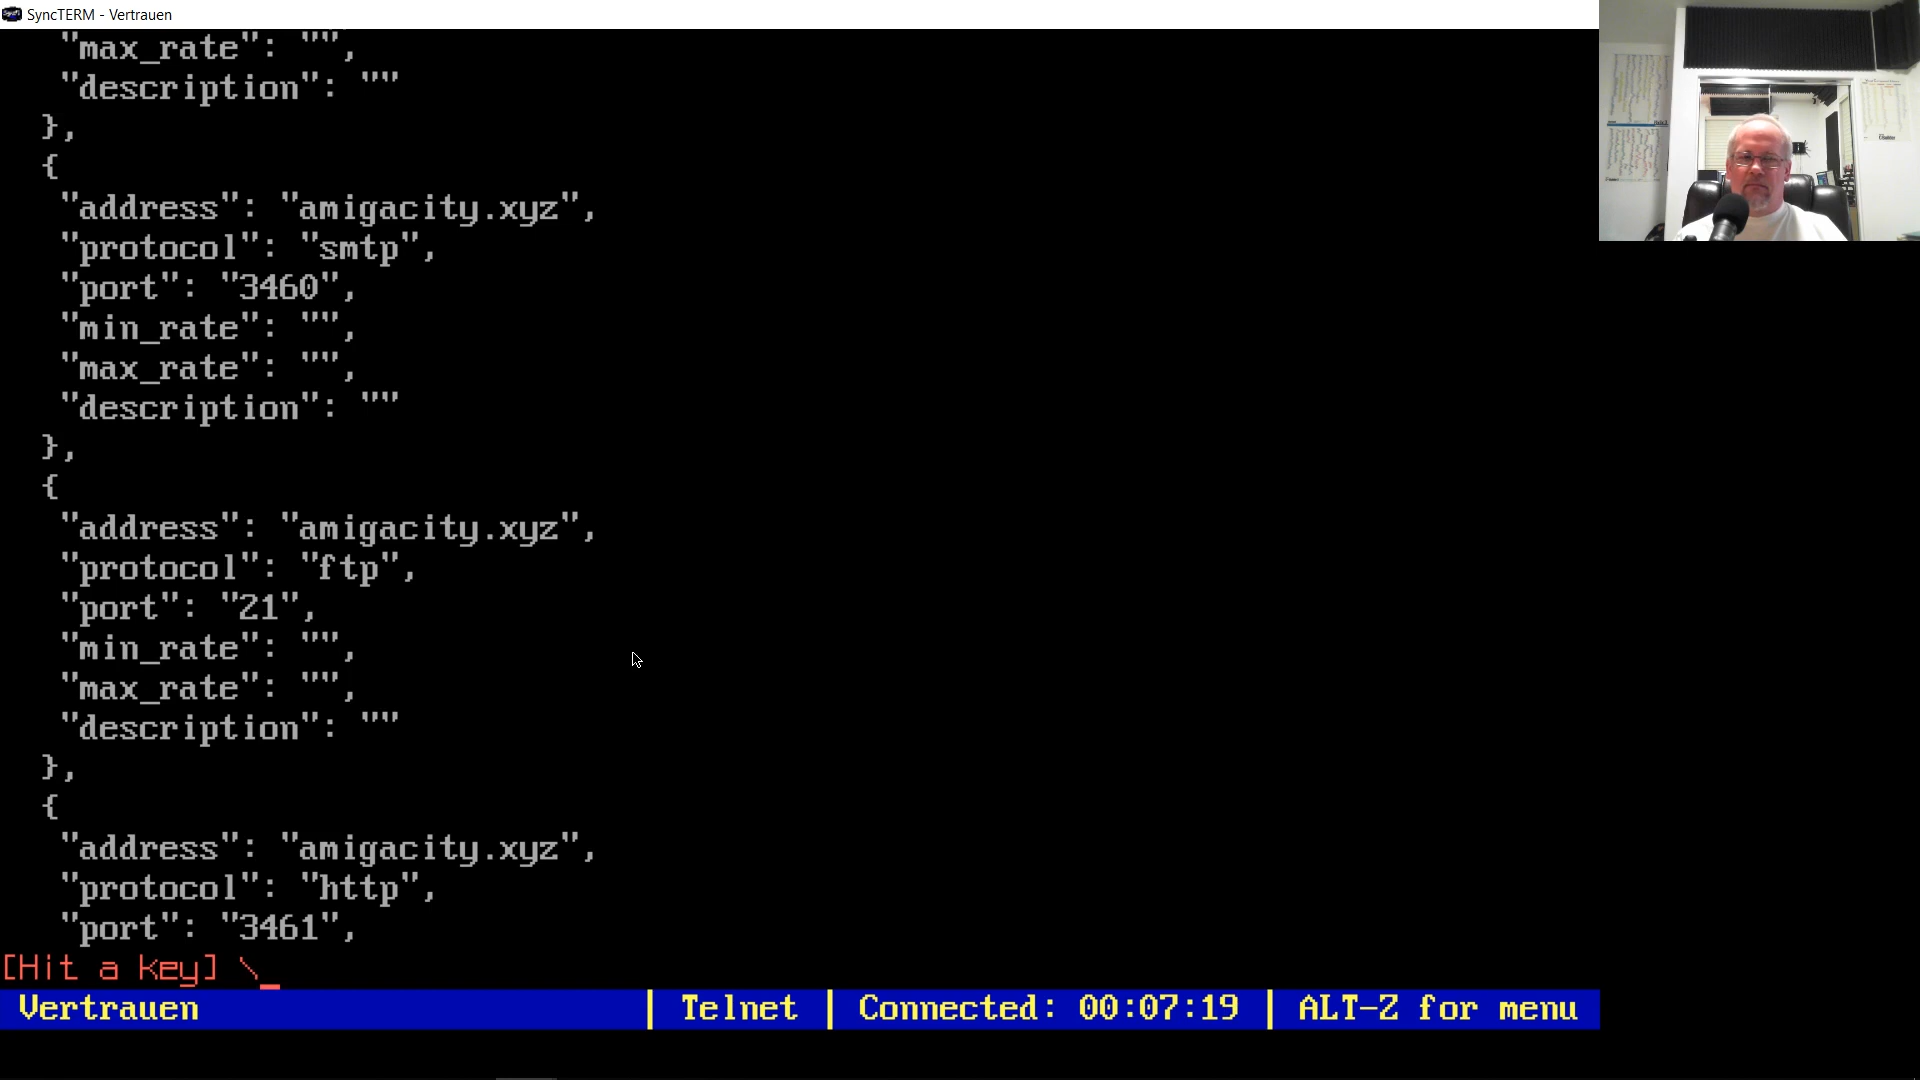 SyncTERM - Vertrauen
"max_rate": "",
"description": ""
},
{
"address": "amigacity.xyz",
"protocol": "smtp",
"port": "3460",
"min_rate": "",
"max_rate": "",
"description": ""
},
{
"address": "amigacity.xyz",
"protocol": "ftp",
"port": "21",
"min_rate": "",
"max_rate": "",
"description": ""
},
{
"address": "amigacity.xyz",
"protocol": "http",
"port": "3461",
[Hit a key] \_
Vertrauen | Telnet | Connected: 00:07:19 | ALT-Z for menu